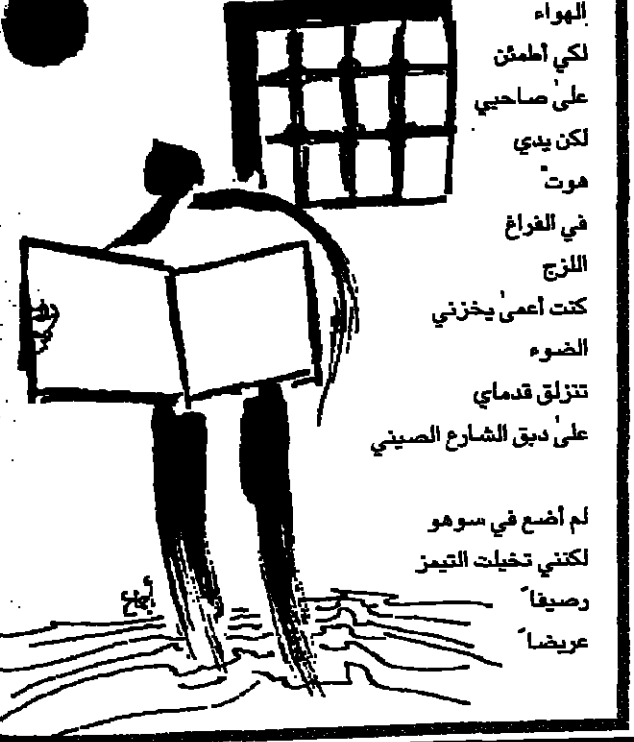 الهواء
لكي أطمئن
علىٰ صاحبي
لكن يدي
هوتْ
في الفراغ
اللزج
كنت أعمىٰ يخزني
الضوء
تنزلق قدماي
علىٰ دبق الشارع الصيني
لم أضع في سوهو
لكنني تخيلت التيمز
رصيفاً
عريضاً